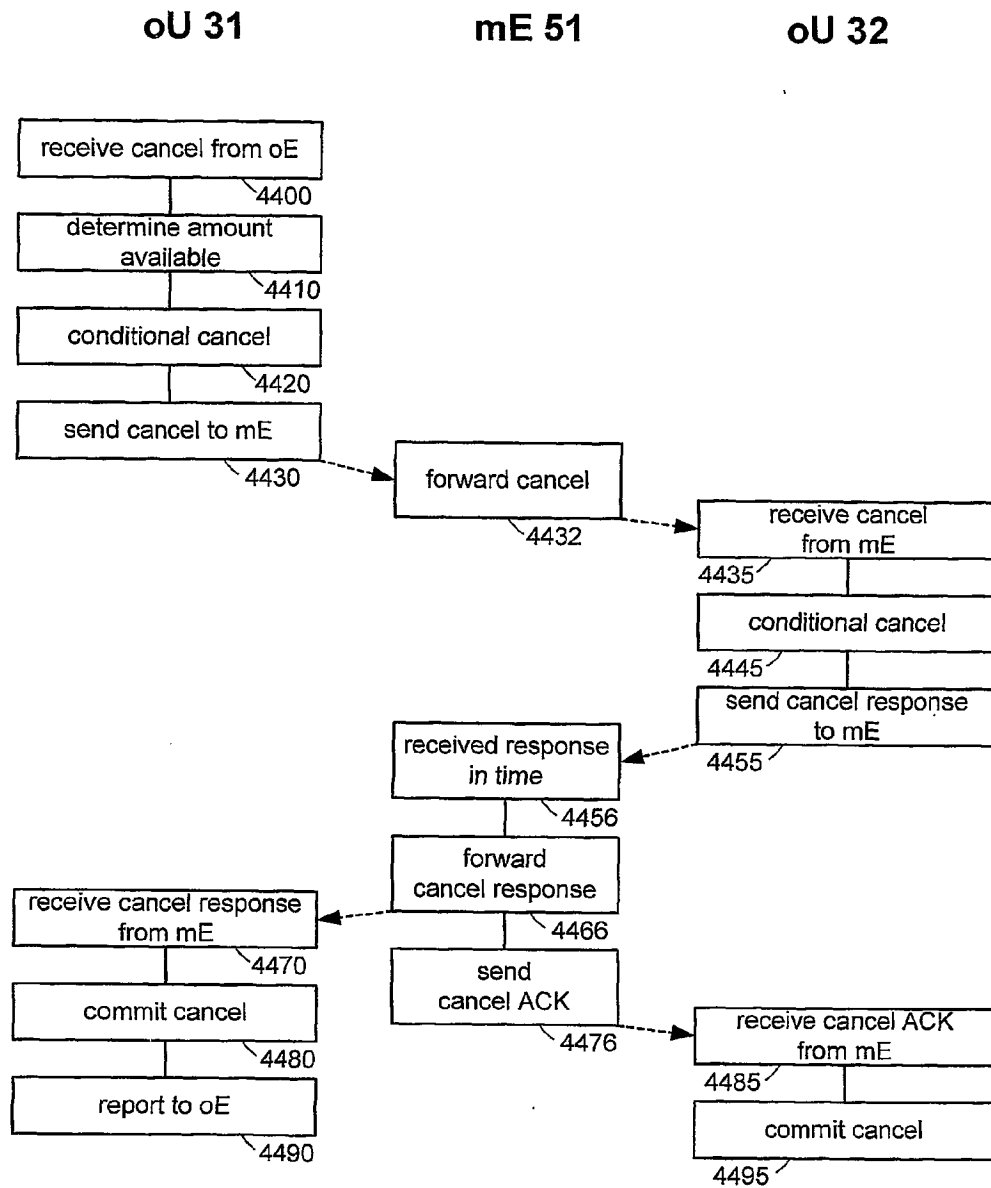 oU 31
mE 51
oU 32
receive cancel from oE
4400
determine amount
available
4410
conditional cancel
4420
send cancel to mE
4430
forward cancel
4432
receive cancel
from mE
4435
conditional cancel
4445
send cancel response
to mE
4455
received response
in time
4456
forward
cancel response
4466
receive cancel response
from mE
4470
send
cancel ACK
4476
commit cancel
4480
receive cancel ACK
from mE
4485
report to oE
4490
commit cancel
4495